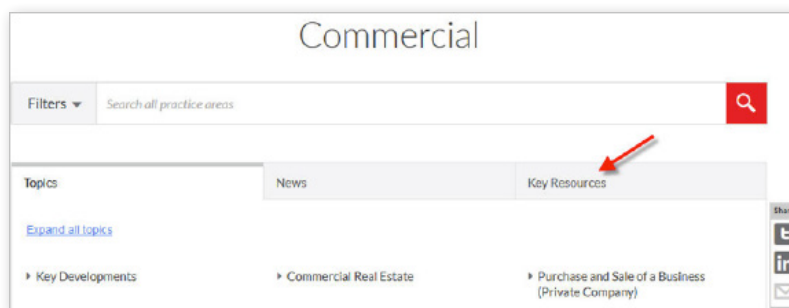 Commercial
Filters
Search all practice areas
Topics
News
Key Resources
Expand all topics
Key Developments
Commercial Real Estate
Purchase and Sale of a Business
(Private Company)